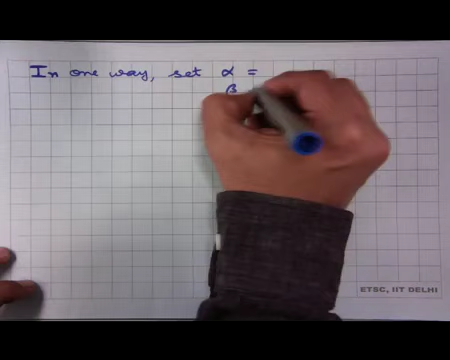 In one way, set α =
β
ETSC, IIT DELHI